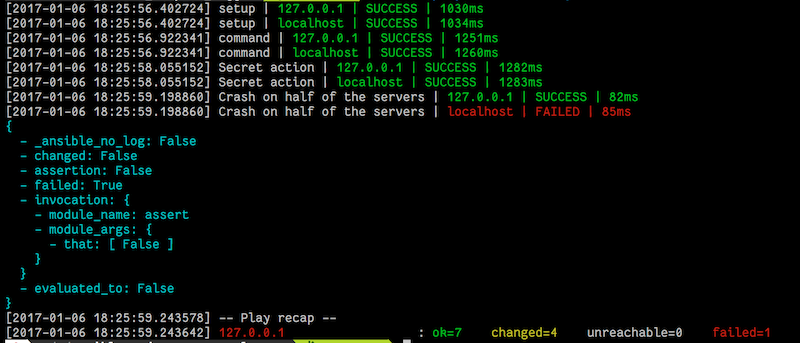 [2017-01-06 18:25:56.402724] setup | 127.0.0.1 | SUCCESS | 1030ms
[2017-01-06 18:25:56.402724] setup | localhost | SUCCESS | 1034ms
[2017-01-06 18:25:56.922341] command | 127.0.0.1 | SUCCESS | 1251ms
[2017-01-06 18:25:56.922341] command | localhost | SUCCESS | 1260ms
[2017-01-06 18:25:58.055152] Secret action | 127.0.0.1 | SUCCESS | 1282ms
[2017-01-06 18:25:58.055152] Secret action | localhost | SUCCESS | 1283ms
[2017-01-06 18:25:59.198860] Crash on half of the servers | 127.0.0.1 | SUCCESS | 82ms
[2017-01-06 18:25:59.198860] Crash on half of the servers | localhost | FAILED | 85ms
{
  - _ansible_no_log: False
  - changed: False
  - assertion: False
  - failed: True
  - invocation: {
    - module_name: assert
    - module_args: {
      - that: [ False ]
    }
  }
  - evaluated_to: False
}
[2017-01-06 18:25:59.243578] -- Play recap --
[2017-01-06 18:25:59.243642] 127.0.0.1                  : ok=7    changed=4    unreachable=0    failed=1